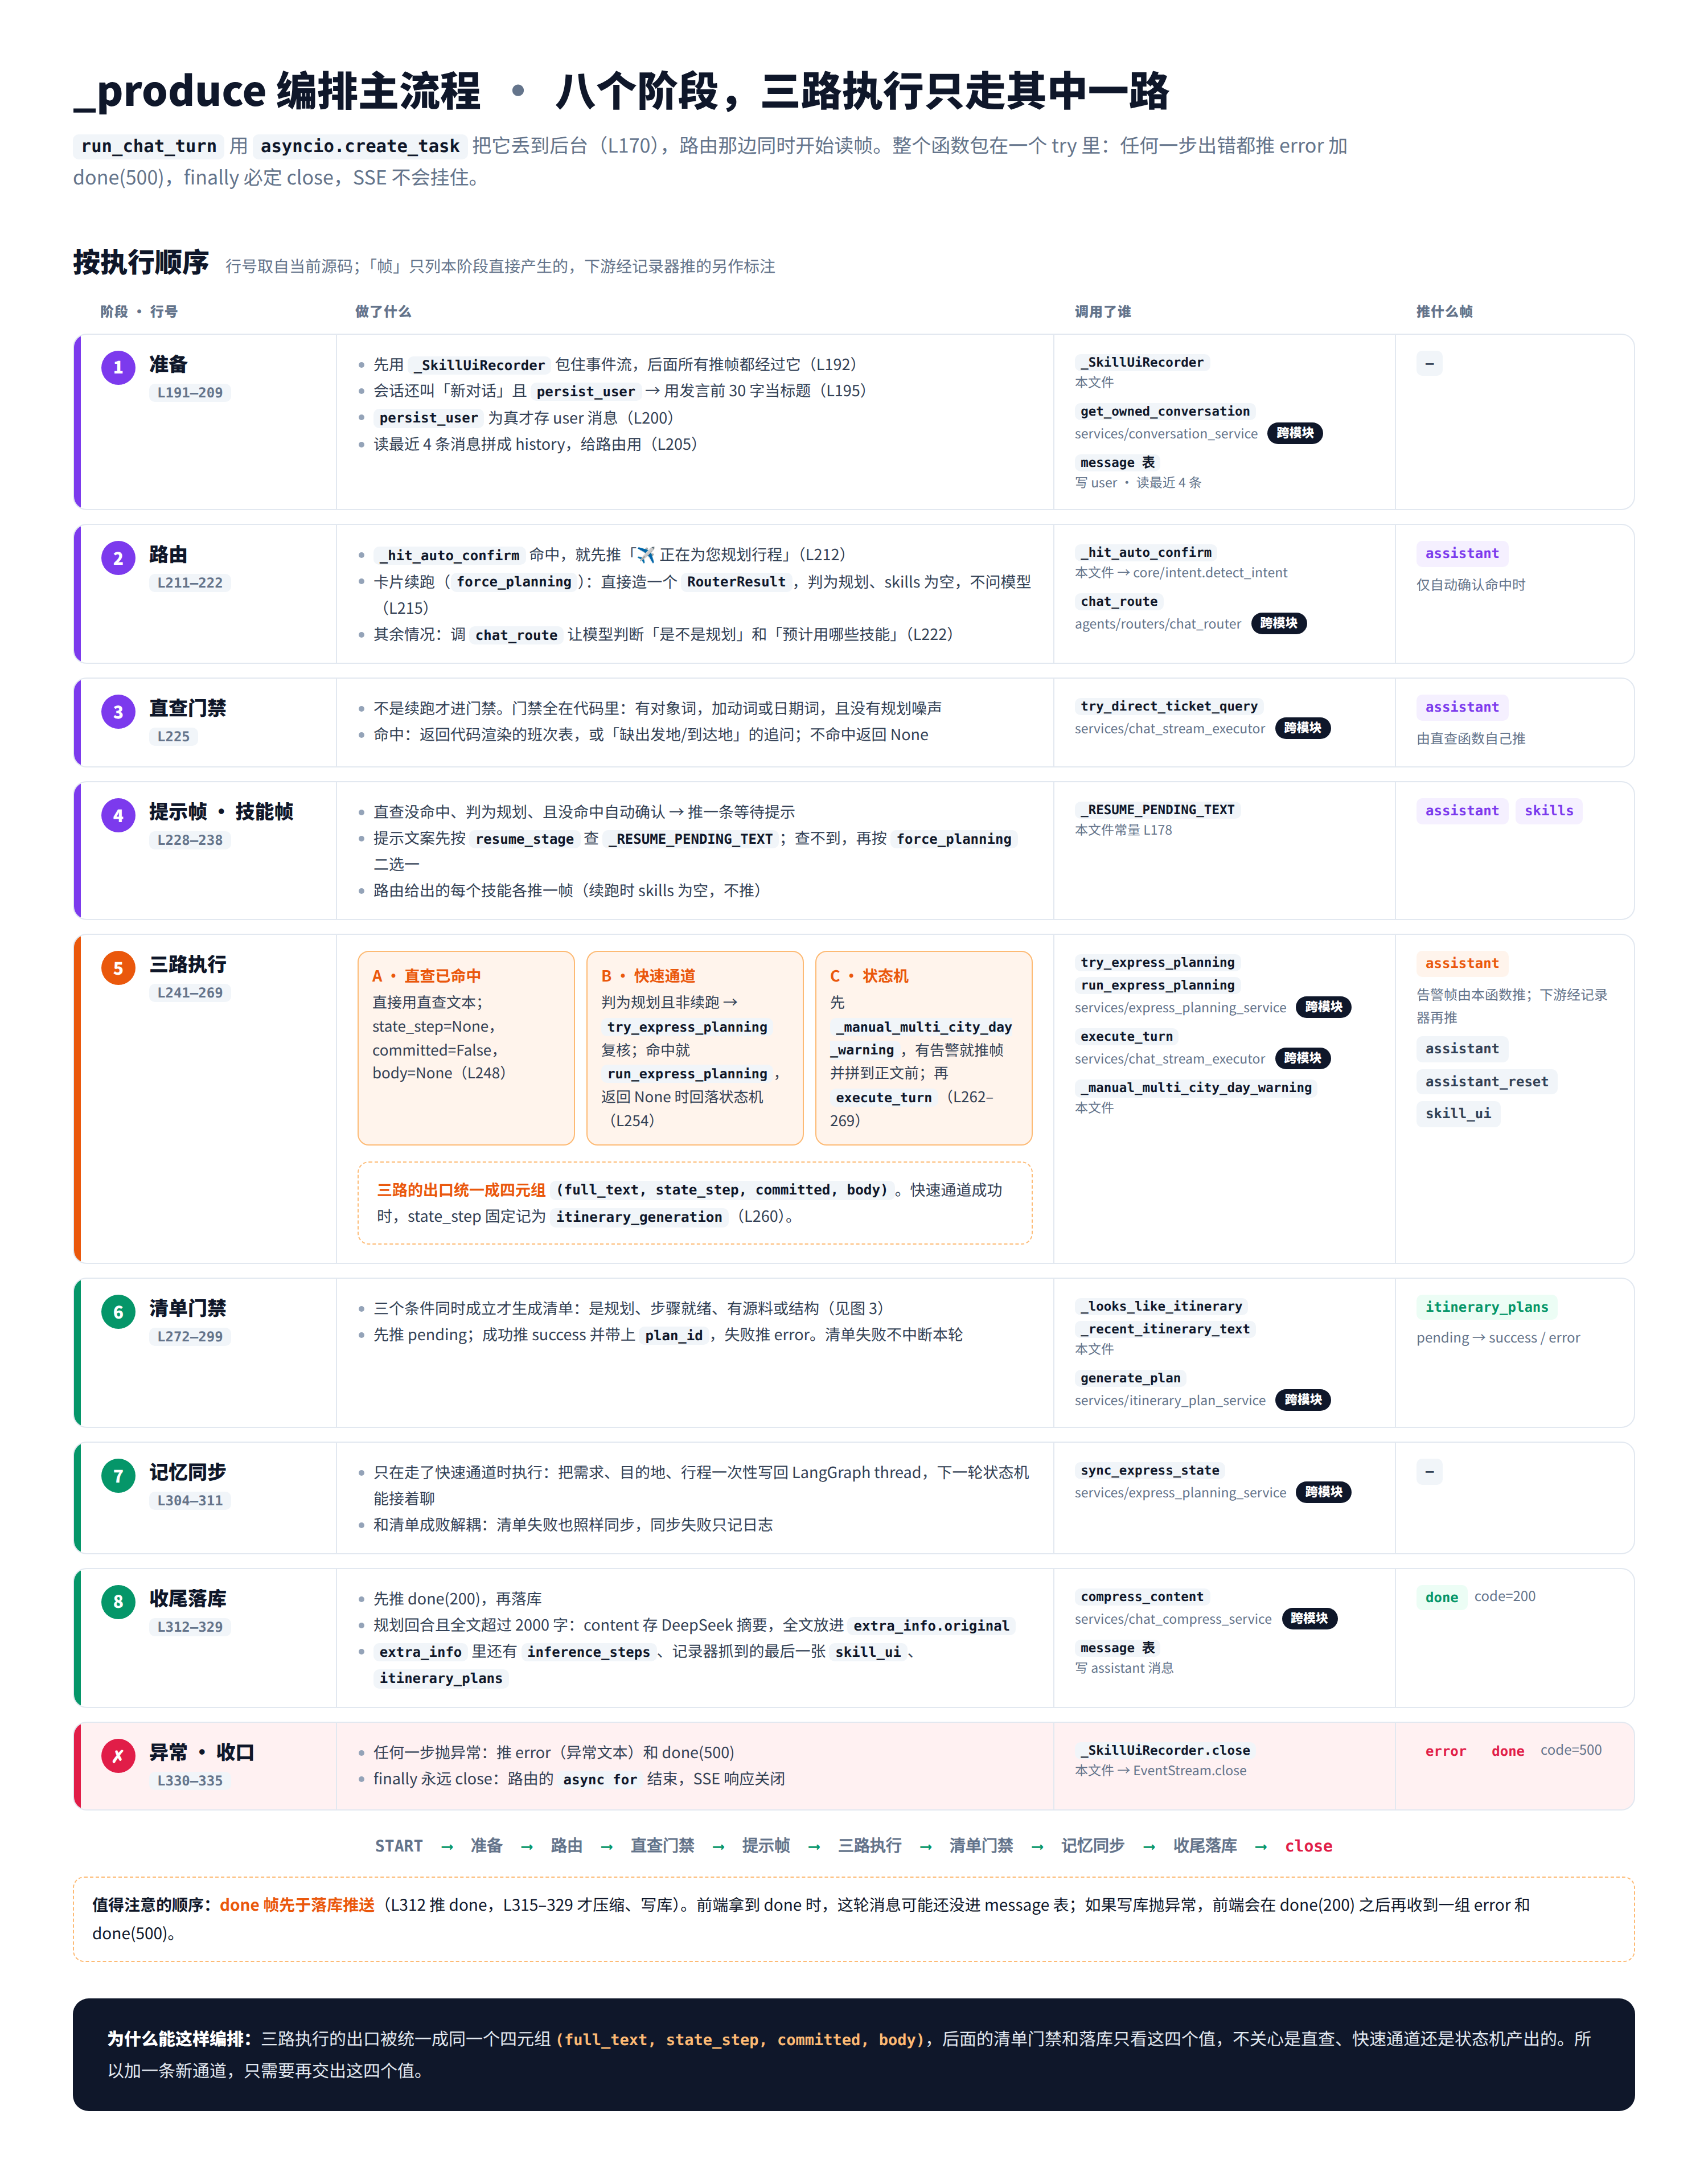 _produce 编排主流程 • 八个阶段，三路执行只走其中一路
run_chat_turn 用 asyncio.create_task 把它丢到后台（L170），路由那边同时开始读帧。整个函数包在一个 try 里：任何一步出错都推 error 加
done(500)，finally 必定 close，SSE 不会挂住。
按执行顺序 行号取自当前源码；「帧」只列本阶段直接产生的，下游经记录器推的另作标注
阶段 • 行号 做了什么 调用了谁 推什么帧
1 准备
L191–209
• 先用 _SkillUiRecorder 包住事件流，后面所有推帧都经过它（L192）
• 会话还叫「新对话」且 persist_user → 用发言前 30 字当标题（L195）
• persist_user 为真才存 user 消息（L200）
• 读最近 4 条消息拼成 history，给路由用（L205）
_SkillUiRecorder
本文件
get_owned_conversation
services/conversation_service 跨模块
message 表
写 user • 读最近 4 条
—
2 路由
L211–222
• _hit_auto_confirm 命中，就先推「✈️ 正在为您规划行程」（L212）
• 卡片续跑（ force_planning ）：直接造一个 RouterResult ，判为规划、skills 为空，不问模型
（L215）
• 其余情况：调 chat_route 让模型判断「是不是规划」和「预计用哪些技能」（L222）
_hit_auto_confirm
本文件 → core/intent.detect_intent
chat_route
agents/routers/chat_router 跨模块
assistant
仅自动确认命中时
3 直查门禁
L225
• 不是续跑才进门禁。门禁全在代码里：有对象词，加动词或日期词，且没有规划噪声
• 命中：返回代码渲染的班次表，或「缺出发地/到达地」的追问；不命中返回 None
try_direct_ticket_query
services/chat_stream_executor 跨模块
assistant
由直查函数自己推
4 提示帧 • 技能帧
L228–238
• 直查没命中、判为规划、且没命中自动确认 → 推一条等待提示
• 提示文案先按 resume_stage 查 _RESUME_PENDING_TEXT ；查不到，再按 force_planning
二选一
• 路由给出的每个技能各推一帧（续跑时 skills 为空，不推）
_RESUME_PENDING_TEXT
本文件常量 L178
assistant skills
5 三路执行
L241–269
A • 直查已命中
直接用直查文本；
state_step=None，
committed=False，
body=None（L248）
B • 快速通道
判为规划且非续跑 →
try_express_planning
复核；命中就
run_express_planning ，
返回 None 时回落状态机
（L254）
C • 状态机
先
_manual_multi_city_day
_warning ，有告警就推帧
并拼到正文前；再
execute_turn （L262–
269）
三路的出口统一成四元组 (full_text, state_step, committed, body) 。快速通道成功
时，state_step 固定记为 itinerary_generation （L260）。
try_express_planning
run_express_planning
services/express_planning_service 跨模块
execute_turn
services/chat_stream_executor 跨模块
_manual_multi_city_day_warning
本文件
assistant
告警帧由本函数推；下游经记录
器再推
assistant
assistant_reset
skill_ui
6 清单门禁
L272–299
• 三个条件同时成立才生成清单：是规划、步骤就绪、有源料或结构（见图 3）
• 先推 pending；成功推 success 并带上 plan_id ，失败推 error。清单失败不中断本轮
_looks_like_itinerary
_recent_itinerary_text
本文件
generate_plan
services/itinerary_plan_service 跨模块
itinerary_plans
pending → success / error
7 记忆同步
L304–311
• 只在走了快速通道时执行：把需求、目的地、行程一次性写回 LangGraph thread，下一轮状态机
能接着聊
• 和清单成败解耦：清单失败也照样同步，同步失败只记日志
sync_express_state
services/express_planning_service 跨模块
—
8 收尾落库
L312–329
• 先推 done(200)，再落库
• 规划回合且全文超过 2000 字：content 存 DeepSeek 摘要，全文放进 extra_info.original
• extra_info 里还有 inference_steps 、记录器抓到的最后一张 skill_ui 、
itinerary_plans
compress_content
services/chat_compress_service 跨模块
message 表
写 assistant 消息
done code=200
✗ 异常 • 收口
L330–335
• 任何一步抛异常：推 error（异常文本）和 done(500)
• finally 永远 close：路由的 async for 结束，SSE 响应关闭
_SkillUiRecorder.close
本文件 → EventStream.close
error done code=500
START → 准备 → 路由 → 直查门禁 → 提示帧 → 三路执行 → 清单门禁 → 记忆同步 → 收尾落库 → close
值得注意的顺序：done 帧先于落库推送（L312 推 done，L315–329 才压缩、写库）。前端拿到 done 时，这轮消息可能还没进 message 表；如果写库抛异常，前端会在 done(200) 之后再收到一组 error 和
done(500)。
为什么能这样编排：三路执行的出口被统一成同一个四元组 (full_text, state_step, committed, body)，后面的清单门禁和落库只看这四个值，不关心是直查、快速通道还是状态机产出的。所
以加一条新通道，只需要再交出这四个值。